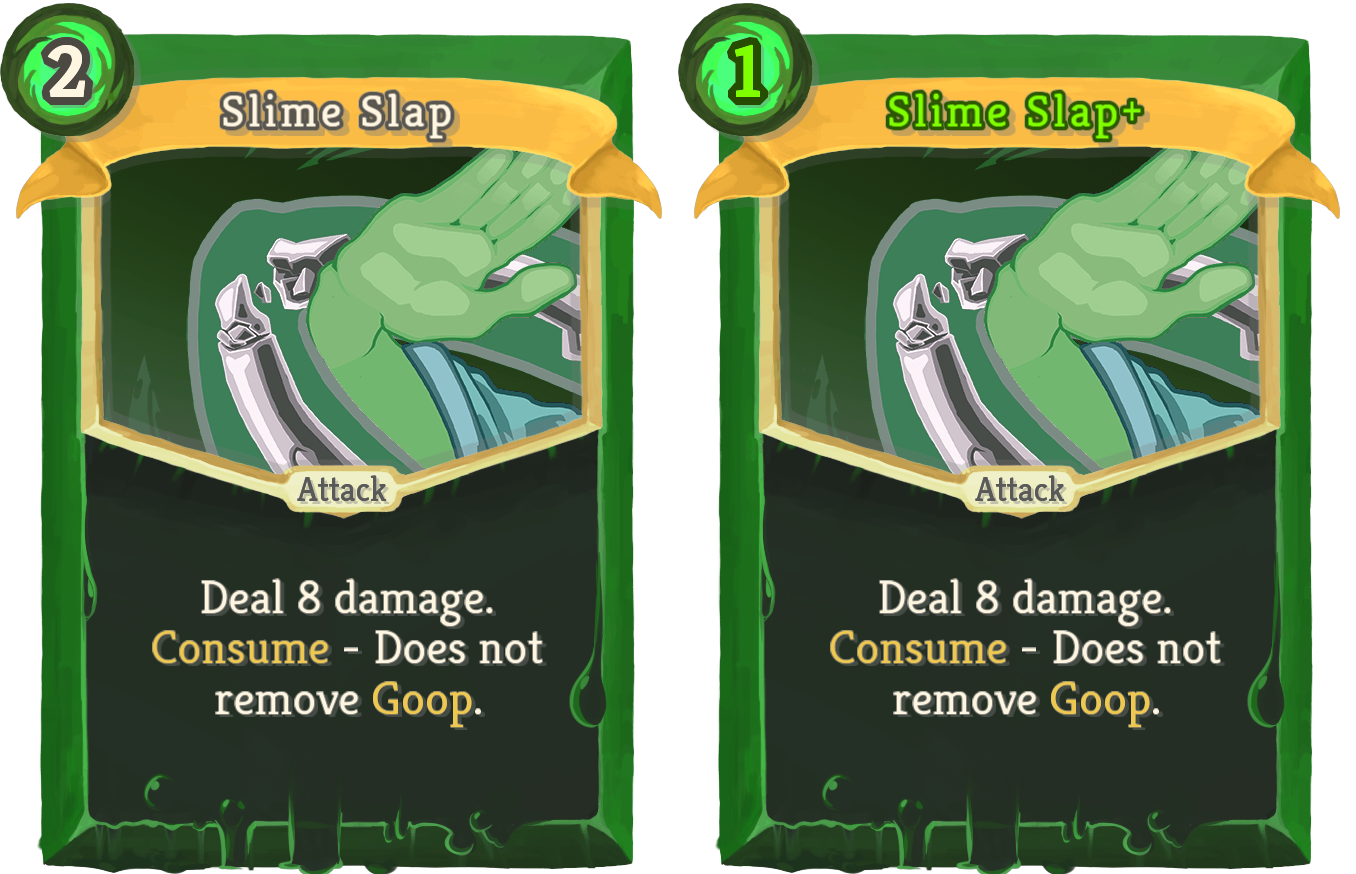 2
Slime Slap
Attack
Deal 8 damage.
Consume - Does not
remove Goop.
1
Slime Slap+
Attack
Deal 8 damage.
Consume - Does not
remove Goop.